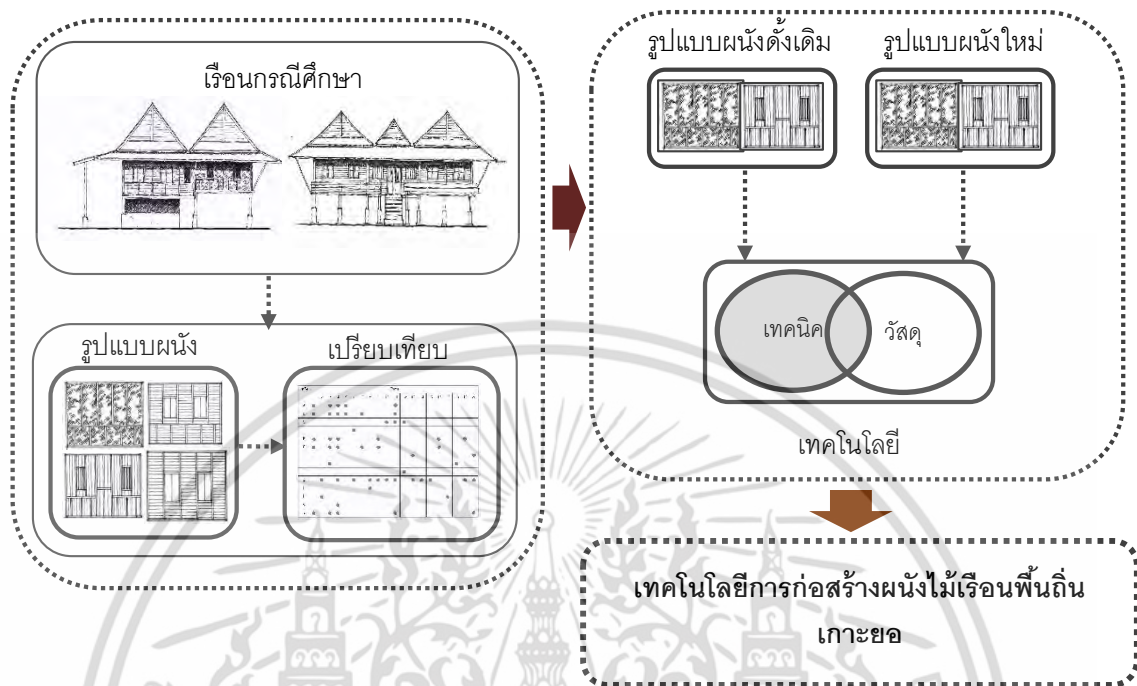 เรือนกรณีศึกษา
รูปแบบผนัง
เปรียบเทียบ
รูปแบบผนังดั้งเดิม
รูปแบบผนังใหม่
เทคนิค
วัสดุ
เทคโนโลยี
เทคโนโลยีการก่อสร้างผนังไม้เรือนพื้นถิ่น
เกาะยอ